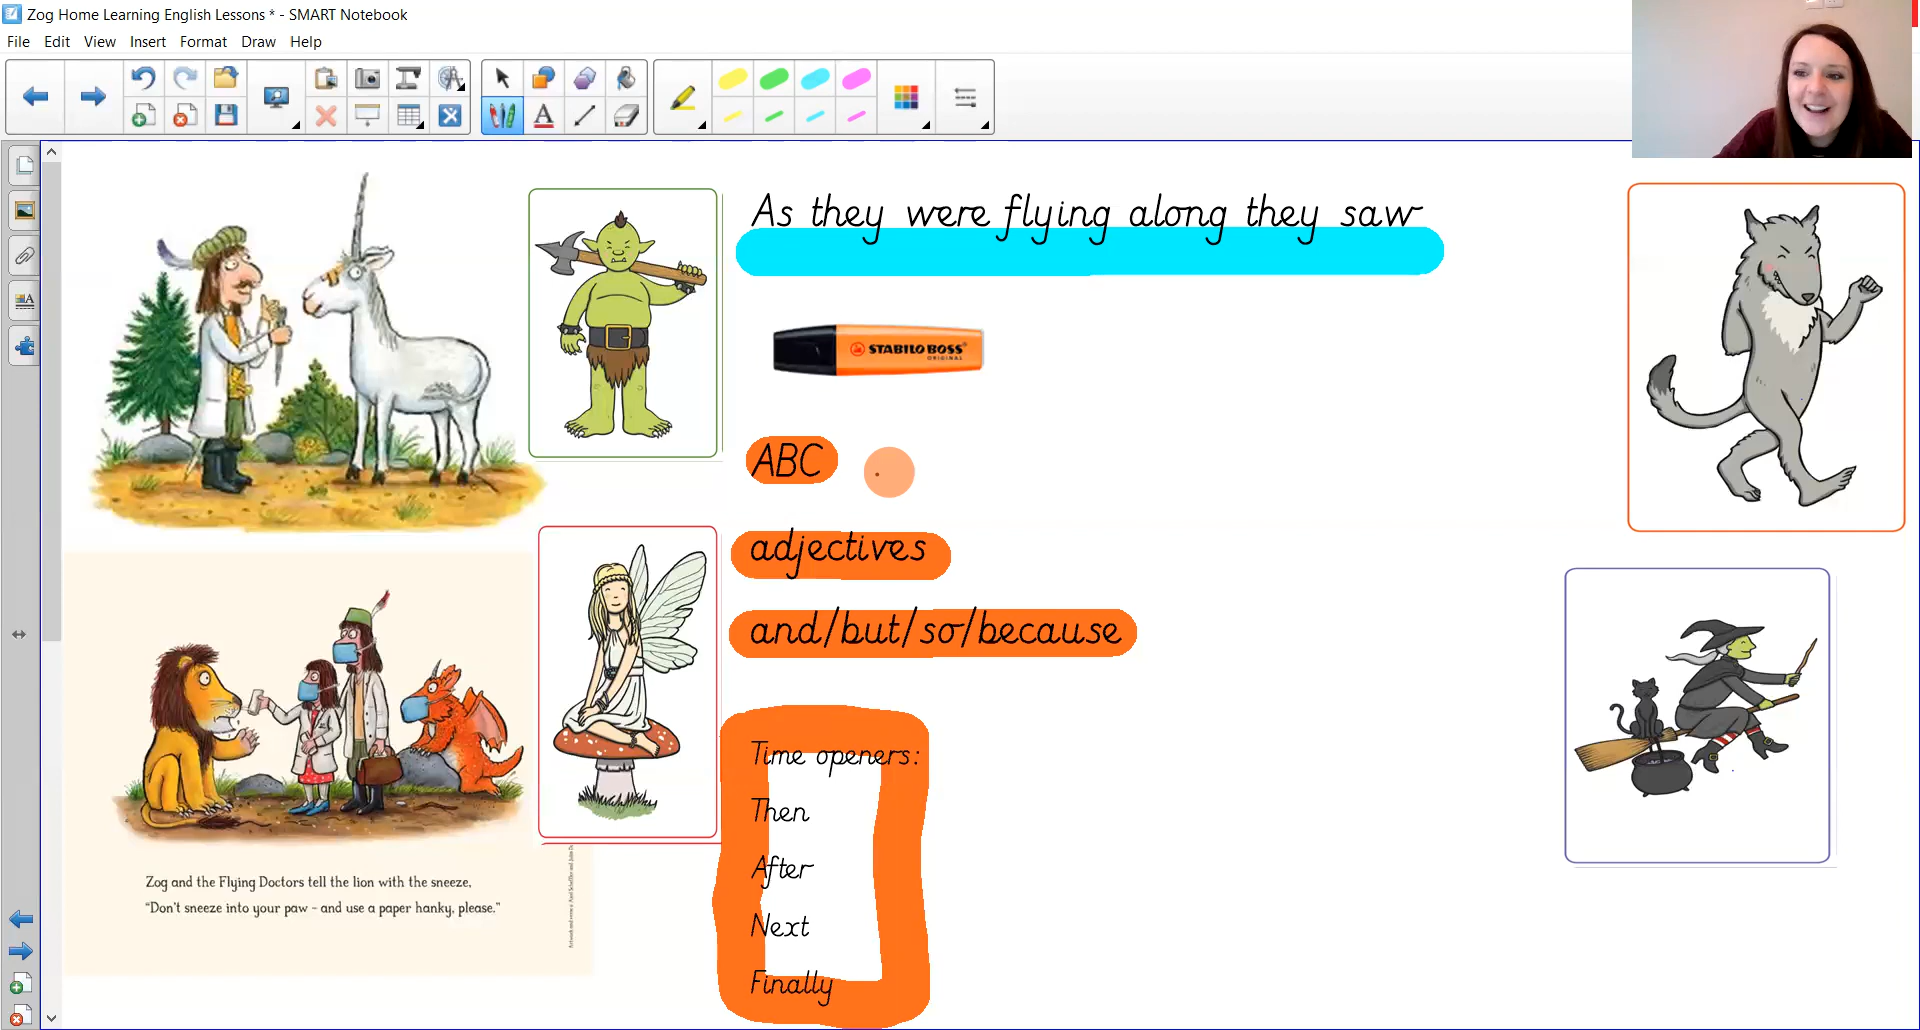 Zog Home Learning English Lessons * - SMART Notebook
File Edit View Insert Format Draw Help
As they were flying along they saw
STABILO BOSS
ORIGINAL
ABC .
adjectives
and/but/so/because
Time openers:
Then
After
Next
Finally
Zog and the Flying Doctors tell the lion with the sneeze,
“Don't sneeze into your paw – and use a paper hanky, please.”